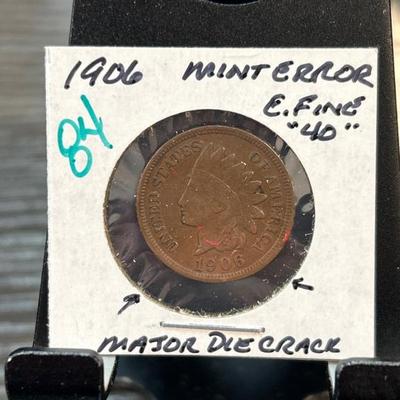 1906 MINT ERROR
E. FINE
84
"40"
UNITED STATES OF AMERICA
1906
MAJOR DIE CRACK